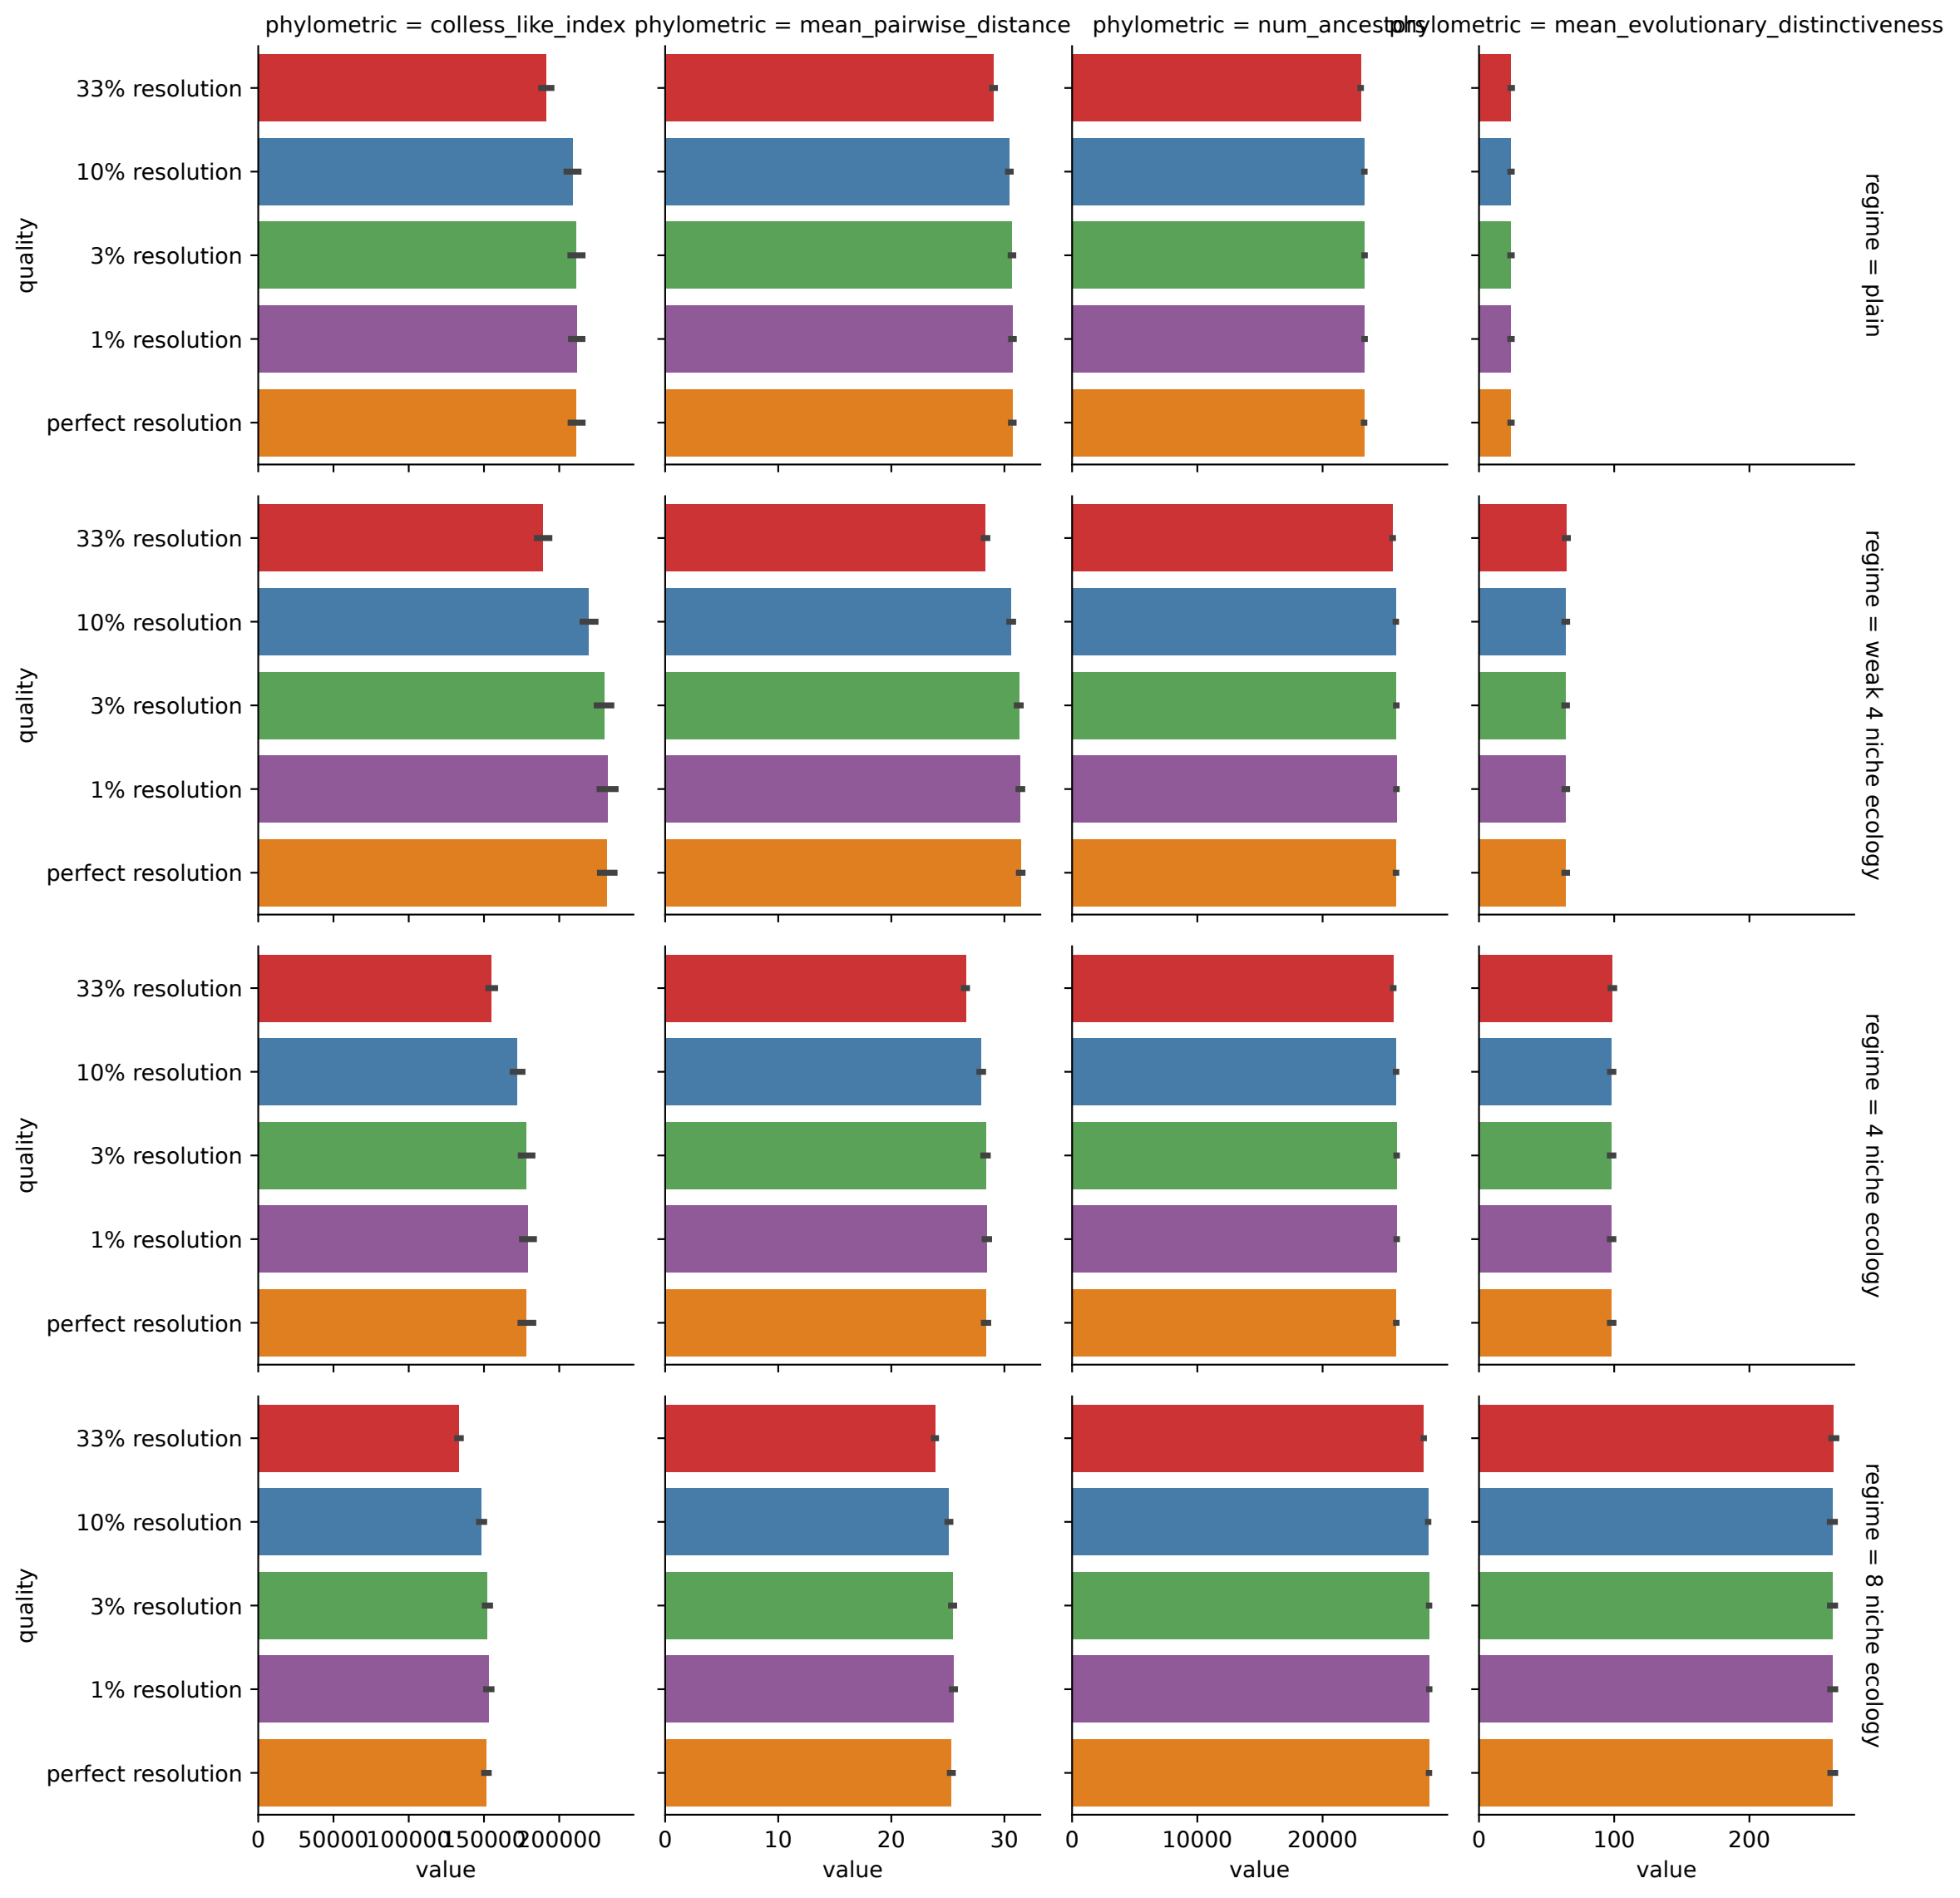 phylometric = colless_like_index
phylometric = mean_pairwise_distance
phylometric = num_ancestors
phylometric = mean_evolutionary_distinctiveness
quality
33% resolution
10% resolution
3% resolution
1% resolution
perfect resolution
regime = plain
quality
33% resolution
10% resolution
3% resolution
1% resolution
perfect resolution
regime = weak 4 niche ecology
quality
33% resolution
10% resolution
3% resolution
1% resolution
perfect resolution
regime = 4 niche ecology
quality
33% resolution
10% resolution
3% resolution
1% resolution
perfect resolution
regime = 8 niche ecology
0 50000 100000 150000 200000
value
0 10 20 30
value
0 10000 20000
value
0 100 200
value